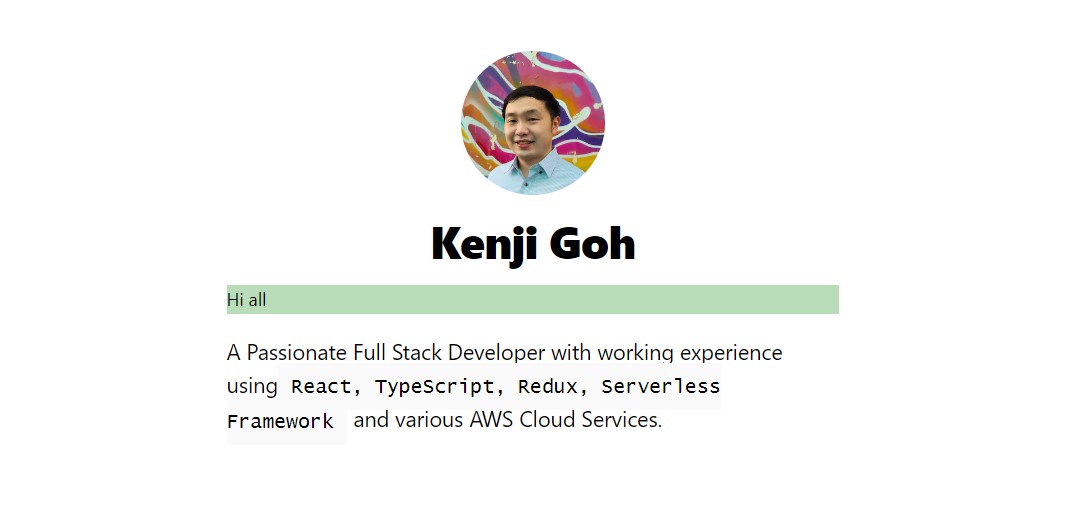 Kenji Goh
Hi all
A Passionate Full Stack Developer with working experience
using React, TypeScript, Redux, Serverless
Framework and various AWS Cloud Services.